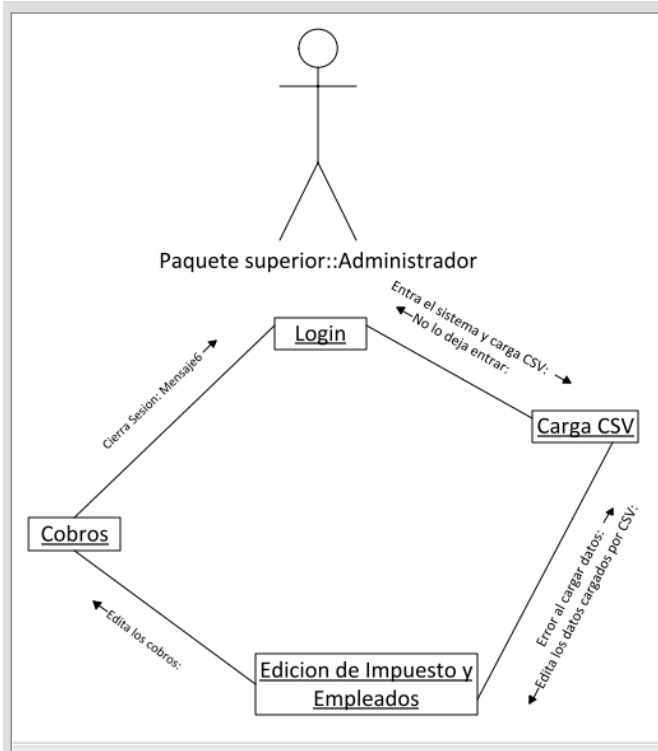 Paquete superior::Administrador
Entra el sistema y carga CSV:
No lo deja entrar:
Login
Cierra Sesion: Mensaje6
Carga CSV
Cobros
Error al cargar datos:
Edita los datos cargados por CSV:
Edita los cobros:
Edicion de Impuesto y
Empleados